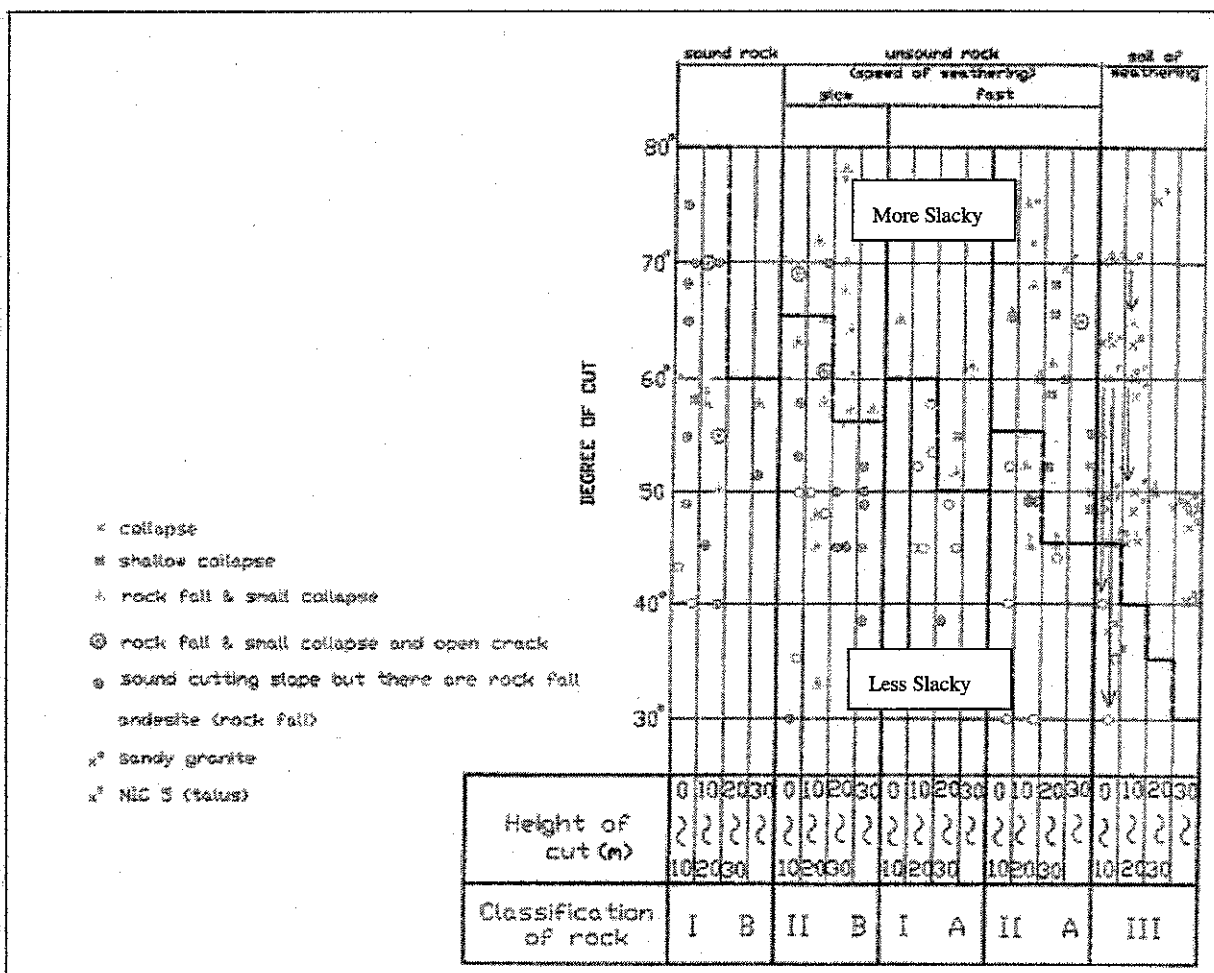 sound rock unsound rock soil of
(speed of weathering) weathering
slow fast
80°
More Slacky
70°
60°
DEGREE OF CUT
50
× collapse
shallow collapse
rock fall & small collapse
40°
rock fall & small collapse and open crack
sound cutting slope but there are rock fall
Less Slacky
andesite (rock fall)
30°
sandy granite
NIC 5 (talus)
0 10 20 30 0 10 20 30 0 10 20 30 0 10 20 30 0 10 20 30
Height of
cut (m)
10 20 30 10 20 30 10 20 30 10 20 30 10 20 30
Classification
of rock
I B II B I A II A III